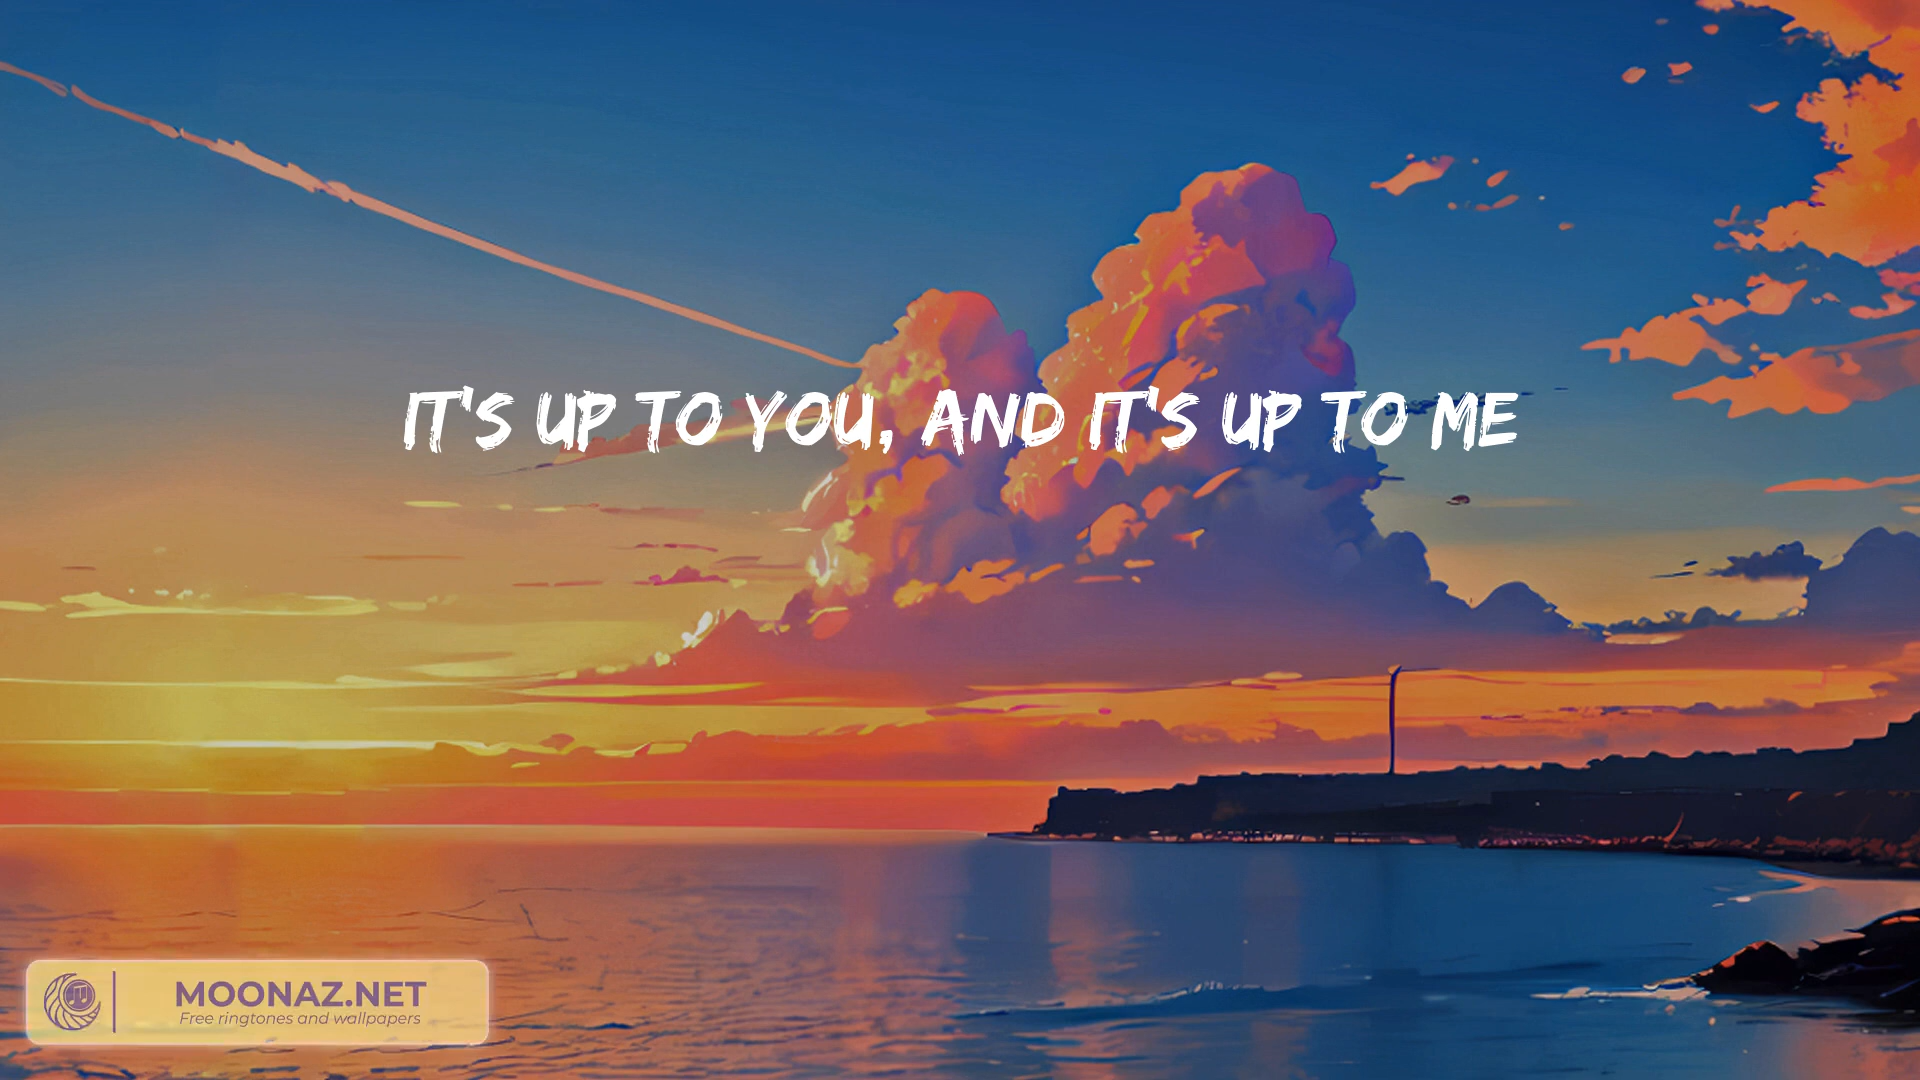 IT'S UP TO YOU, AND IT'S UP TO ME
MOONAZ.NET
Free ringtones and wallpapers